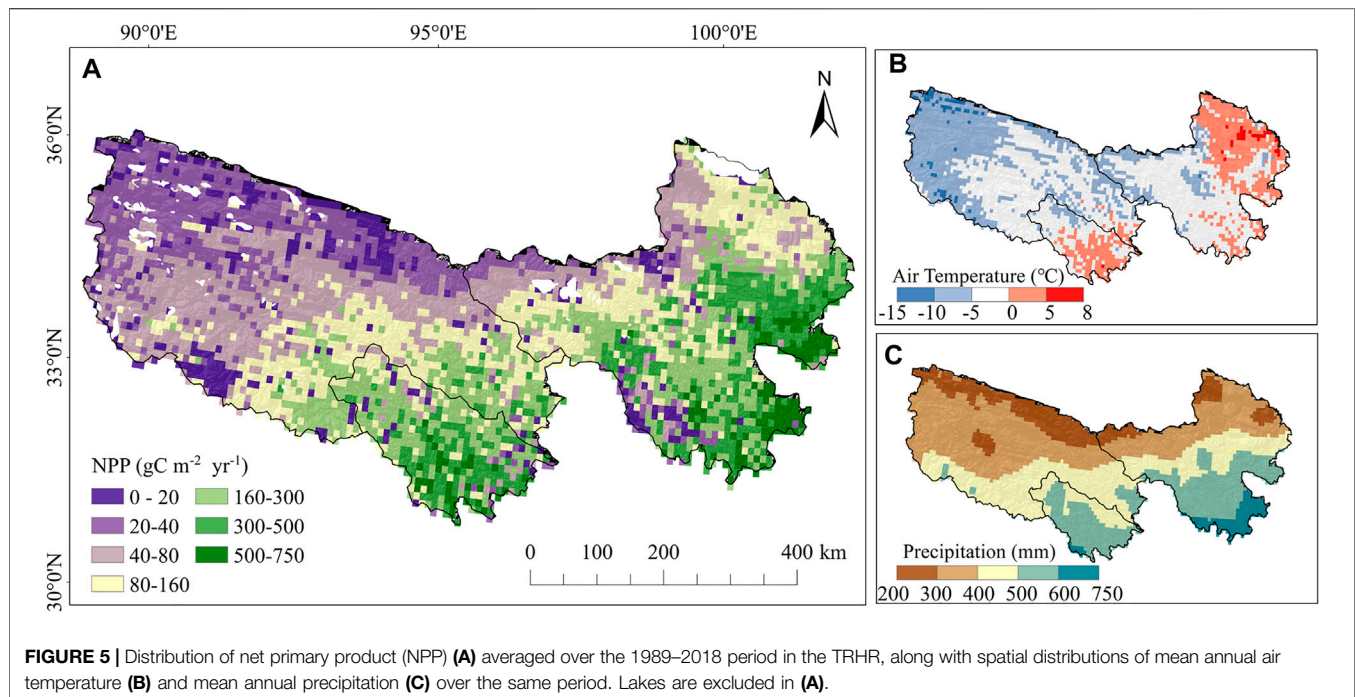 90°0'E 95°0'E 100°0'E
A
N
36°0'N
33°0'N
30°0'N
NPP (gC m⁻² yr⁻¹)
0 - 20 160-300
20-40 300-500
40-80 500-750
80-160
0 100 200 400 km
B
Air Temperature (℃)
-15 -10 -5 0 5 8
C
Precipitation (mm)
200 300 400 500 600 750
FIGURE 5 | Distribution of net primary product (NPP) (A) averaged over the 1989–2018 period in the TRHR, along with spatial distributions of mean annual air
temperature (B) and mean annual precipitation (C) over the same period. Lakes are excluded in (A).